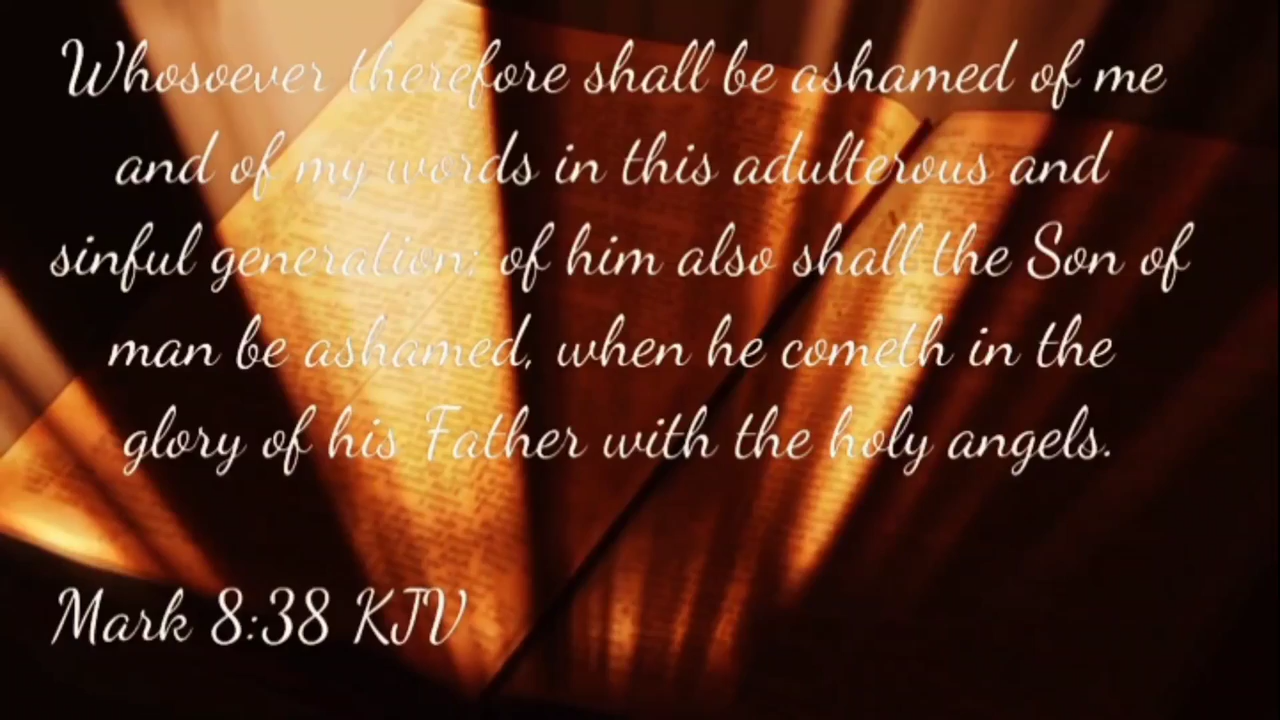 Whosoever therefore shall be ashamed of me
and of my words in this adulterous and
sinful generation; of him also shall the Son of
man be ashamed, when he cometh in the
glory of his Father with the holy angels.
Mark 8:38 KJV